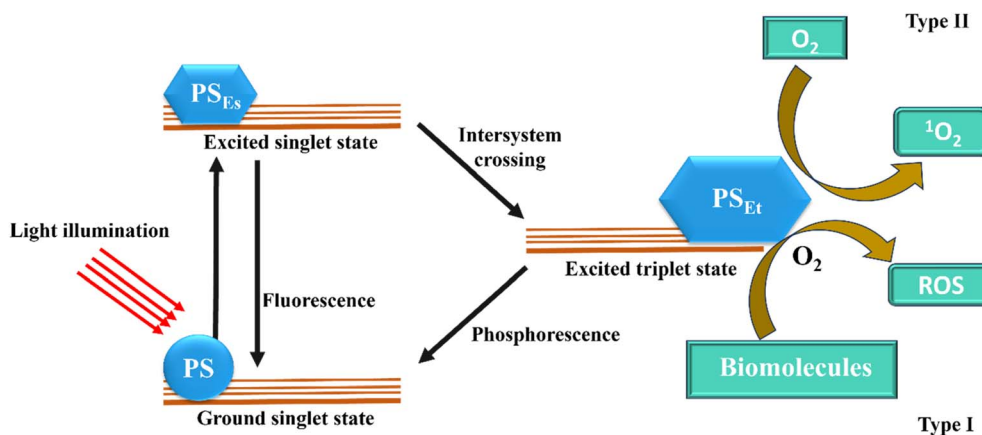 Type II
O2
PSEs
Excited singlet state
Intersystem
crossing
1O2
PSEt
Light illumination
Excited triplet state
O2
Fluorescence
ROS
Phosphorescence
PS
Biomolecules
Ground singlet state
Type I